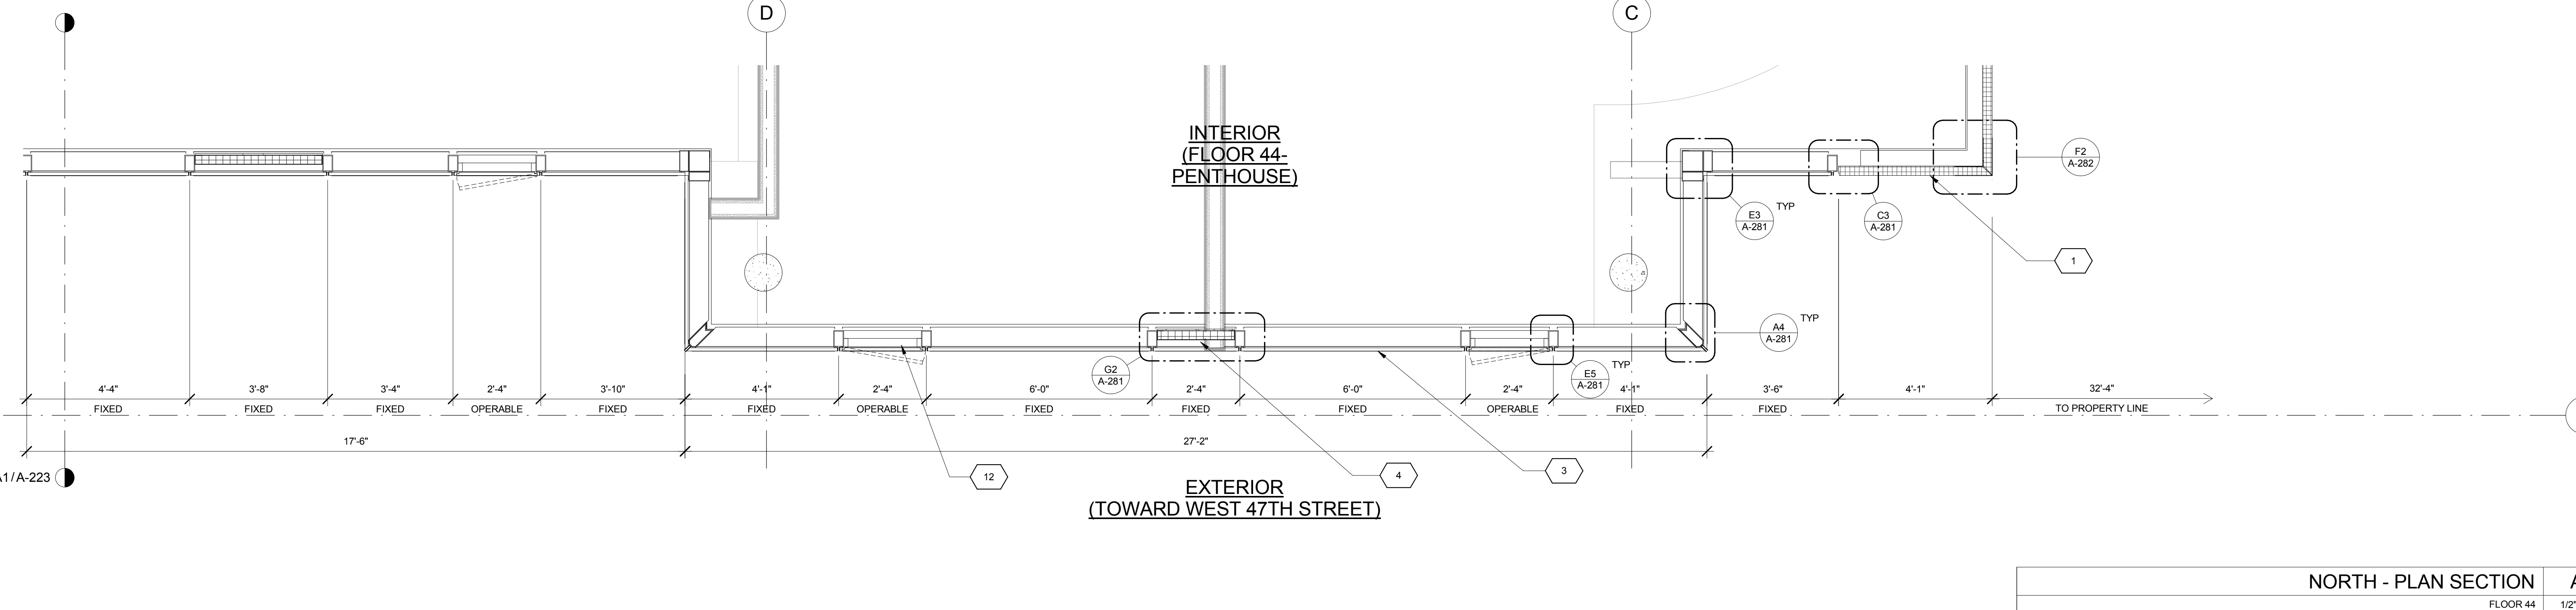 D
C
INTERIOR
(FLOOR 44-
PENTHOUSE)
F2
A-282
E3
A-281
TYP
C3
A-281
1
A4
A-281
TYP
G2
A-281
E5
A-281
TYP
4'-4"
3'-8"
3'-4"
2'-4"
3'-10"
4'-1"
2'-4"
6'-0"
2'-4"
6'-0"
2'-4"
4'-1"
3'-6"
4'-1"
32'-4"
FIXED
FIXED
FIXED
OPERABLE
FIXED
FIXED
OPERABLE
FIXED
FIXED
FIXED
OPERABLE
FIXED
FIXED
TO PROPERTY LINE
17'-6"
27'-2"
12
4
3
A1/A-223
EXTERIOR
(TOWARD WEST 47TH STREET)
NORTH - PLAN SECTION
FLOOR 44
1/2"